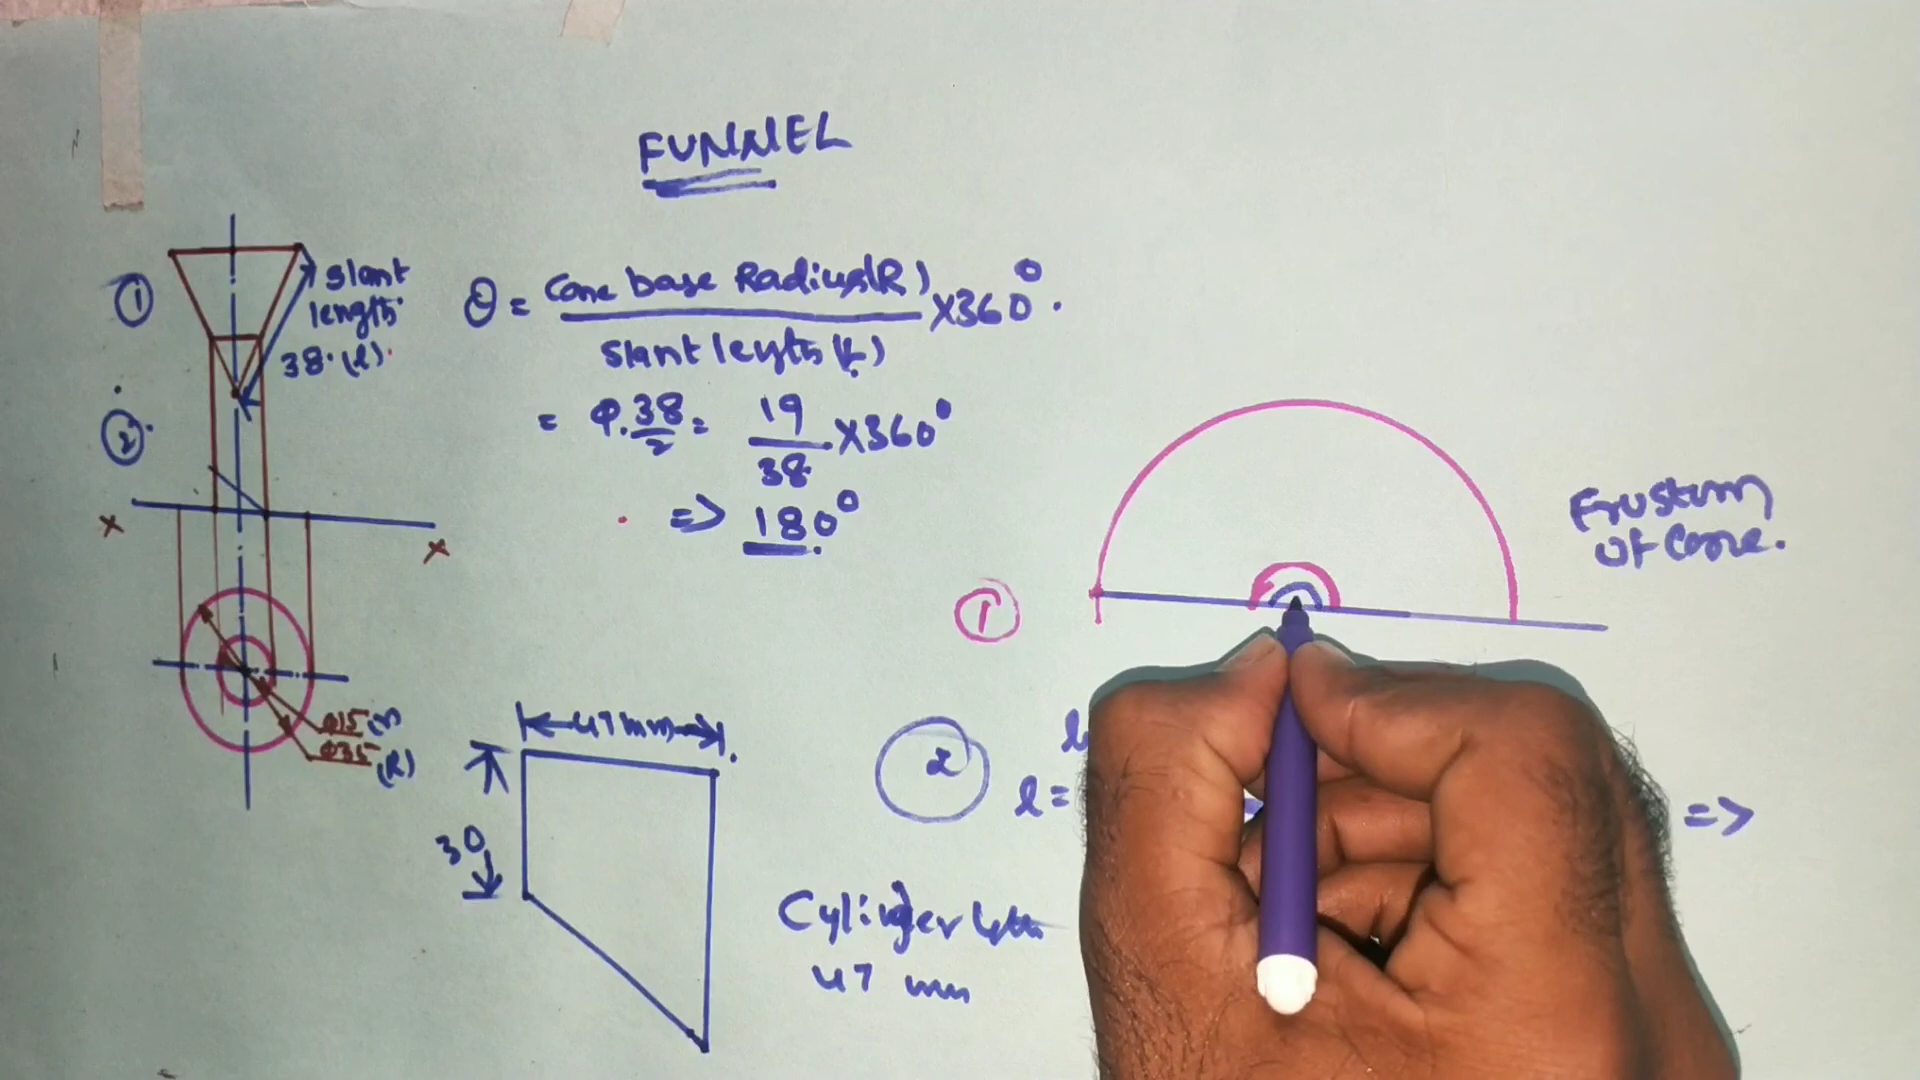 FUNNEL
① slant
length
38. (l).
②
x
x
θ = Cone base Radius(R) x360°.
slant length (L)
= φ.38/2 = 19/38 x360°
=> 180°
φ15 (r)
φ35 (R)
47mm
30
①
Frustum
of Cone.
②
l=
=>
Cylinder
47 mm